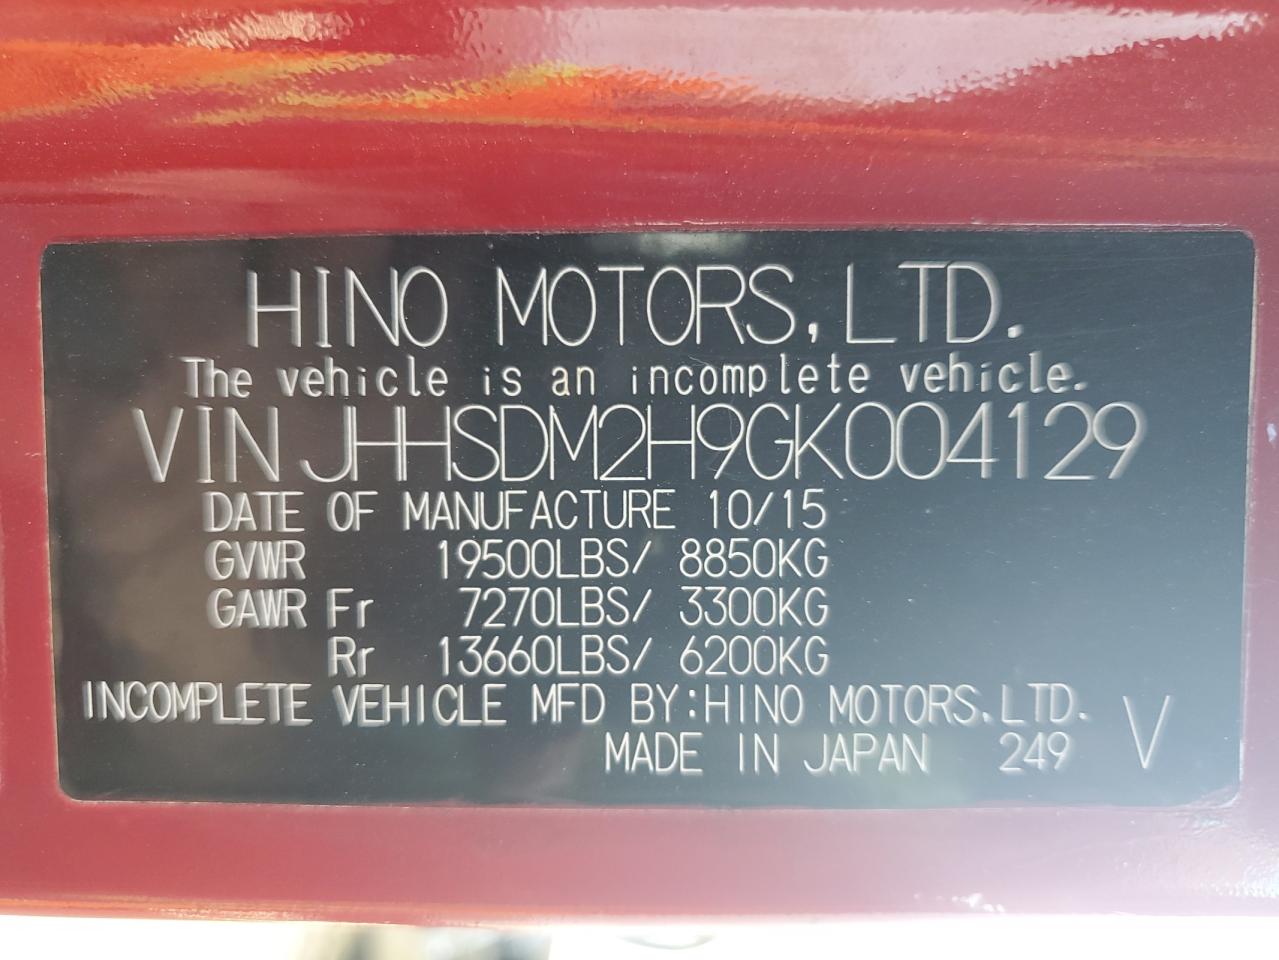 HINO MOTORS, LTD.
The vehicle is an incomplete vehicle.
VIN JHHSDM2H9GK004129
DATE OF MANUFACTURE 10/15
GVWR 19500LBS/ 8850KG
GAWR Fr 7270LBS/ 3300KG
Rr 13660LBS/ 6200KG
INCOMPLETE VEHICLE MFD BY:HINO MOTORS.LTD.
MADE IN JAPAN 249 V